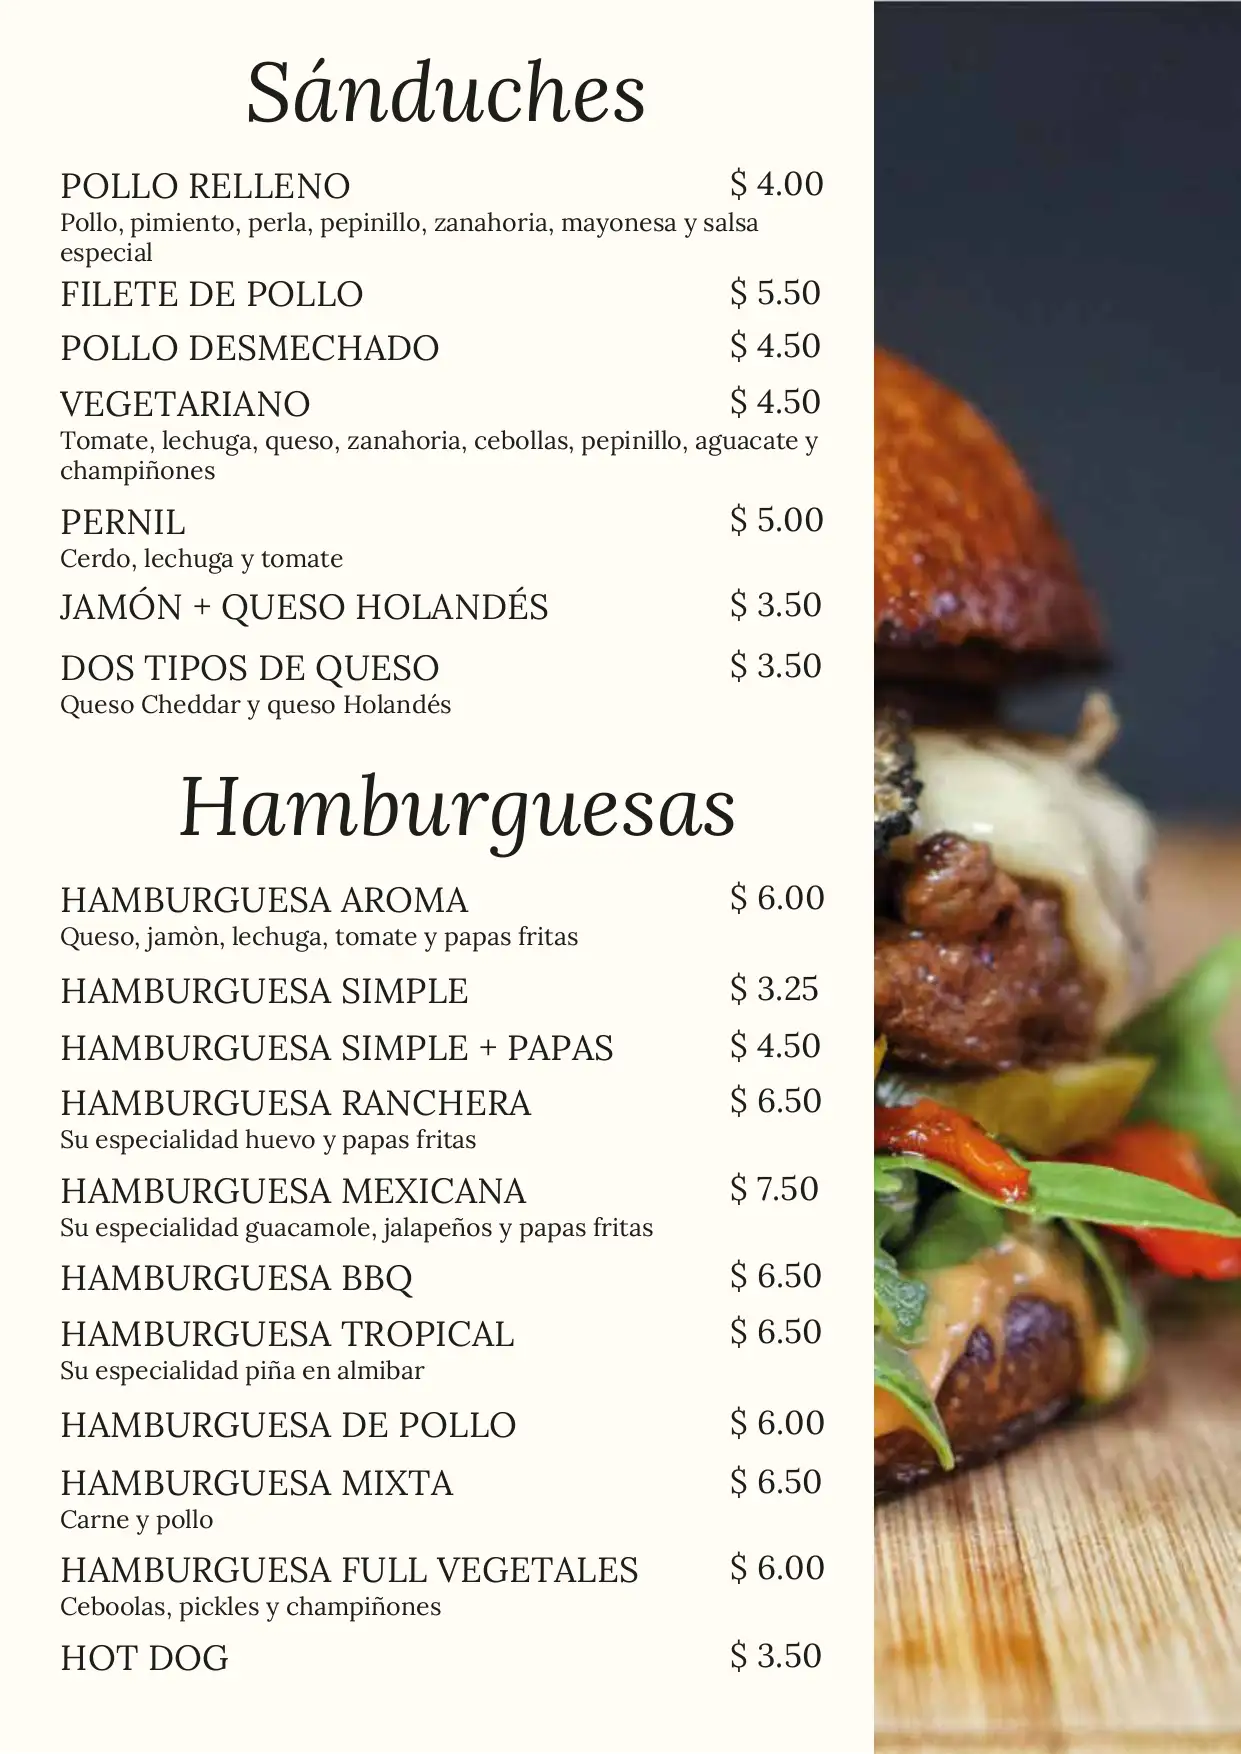 Sánduches
POLLO RELLENO $ 4.00
Pollo, pimiento, perla, pepinillo, zanahoria, mayonesa y salsa
especial
FILETE DE POLLO $ 5.50
POLLO DESMECHADO $ 4.50
VEGETARIANO $ 4.50
Tomate, lechuga, queso, zanahoria, cebollas, pepinillo, aguacate y
champiñones
PERNIL $ 5.00
Cerdo, lechuga y tomate
JAMÓN + QUESO HOLANDÉS $ 3.50
DOS TIPOS DE QUESO $ 3.50
Queso Cheddar y queso Holandés
Hamburguesas
HAMBURGUESA AROMA $ 6.00
Queso, jamòn, lechuga, tomate y papas fritas
HAMBURGUESA SIMPLE $ 3.25
HAMBURGUESA SIMPLE + PAPAS $ 4.50
HAMBURGUESA RANCHERA $ 6.50
Su especialidad huevo y papas fritas
HAMBURGUESA MEXICANA $ 7.50
Su especialidad guacamole, jalapeños y papas fritas
HAMBURGUESA BBQ $ 6.50
HAMBURGUESA TROPICAL $ 6.50
Su especialidad piña en almibar
HAMBURGUESA DE POLLO $ 6.00
HAMBURGUESA MIXTA $ 6.50
Carne y pollo
HAMBURGUESA FULL VEGETALES $ 6.00
Ceboolas, pickles y champiñones
HOT DOG $ 3.50